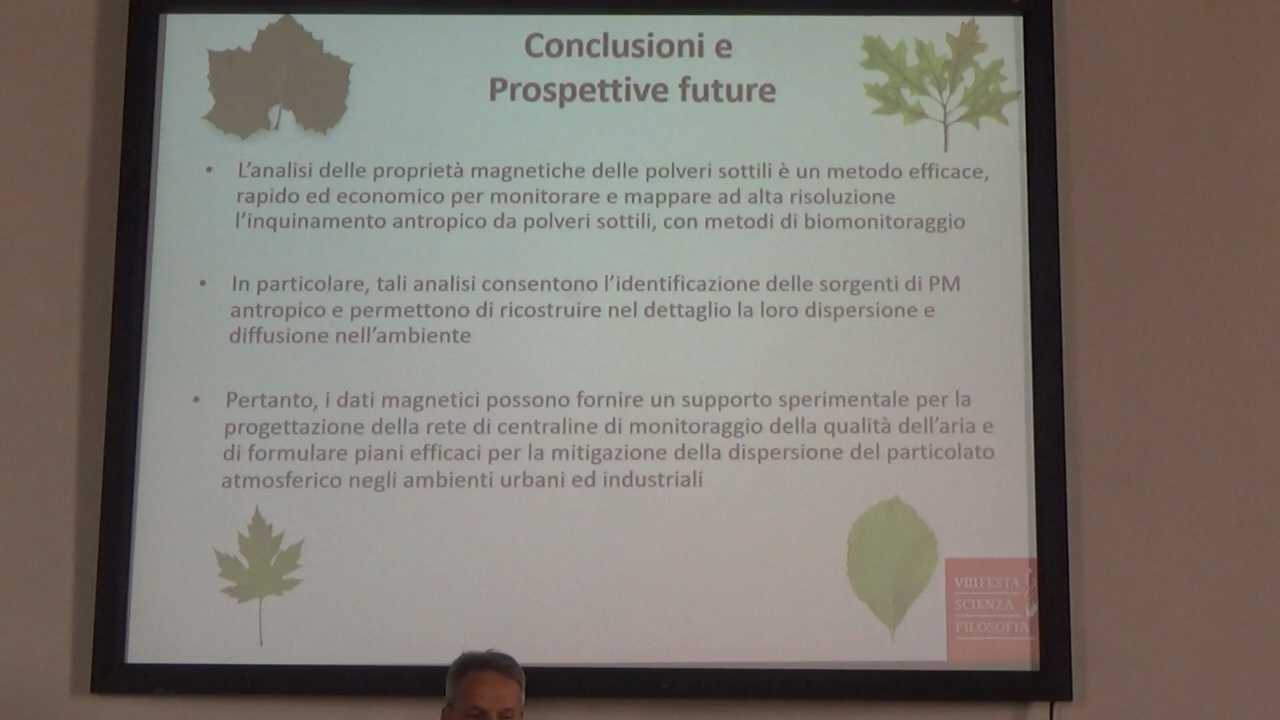 Conclusioni e
Prospettive future
• L'analisi delle proprietà magnetiche delle polveri sottili è un metodo efficace,
rapido ed economico per monitorare e mappare ad alta risoluzione
l'inquinamento antropico da polveri sottili, con metodi di biomonitoraggio
• In particolare, tali analisi consentono l'identificazione delle sorgenti di PM
antropico e permettono di ricostruire nel dettaglio la loro dispersione e
diffusione nell'ambiente
• Pertanto, i dati magnetici possono fornire un supporto sperimentale per la
progettazione della rete di centraline di monitoraggio della qualità dell'aria e
di formulare piani efficaci per la mitigazione della dispersione del particolato
atmosferico negli ambienti urbani ed industriali
VIII FESTA
SCIENZA
FILOSOFIA